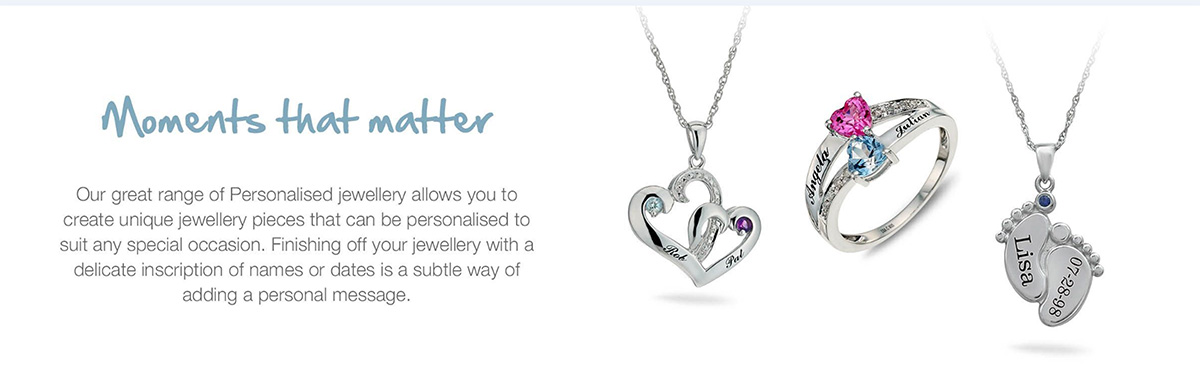 Moments that matter
Our great range of Personalised jewellery allows you to
create unique jewellery pieces that can be personalised to
suit any special occasion. Finishing off your jewellery with a
delicate inscription of names or dates is a subtle way of
adding a personal message.
Rob
Pat
Angela
Julian
Lisa
07-28-98